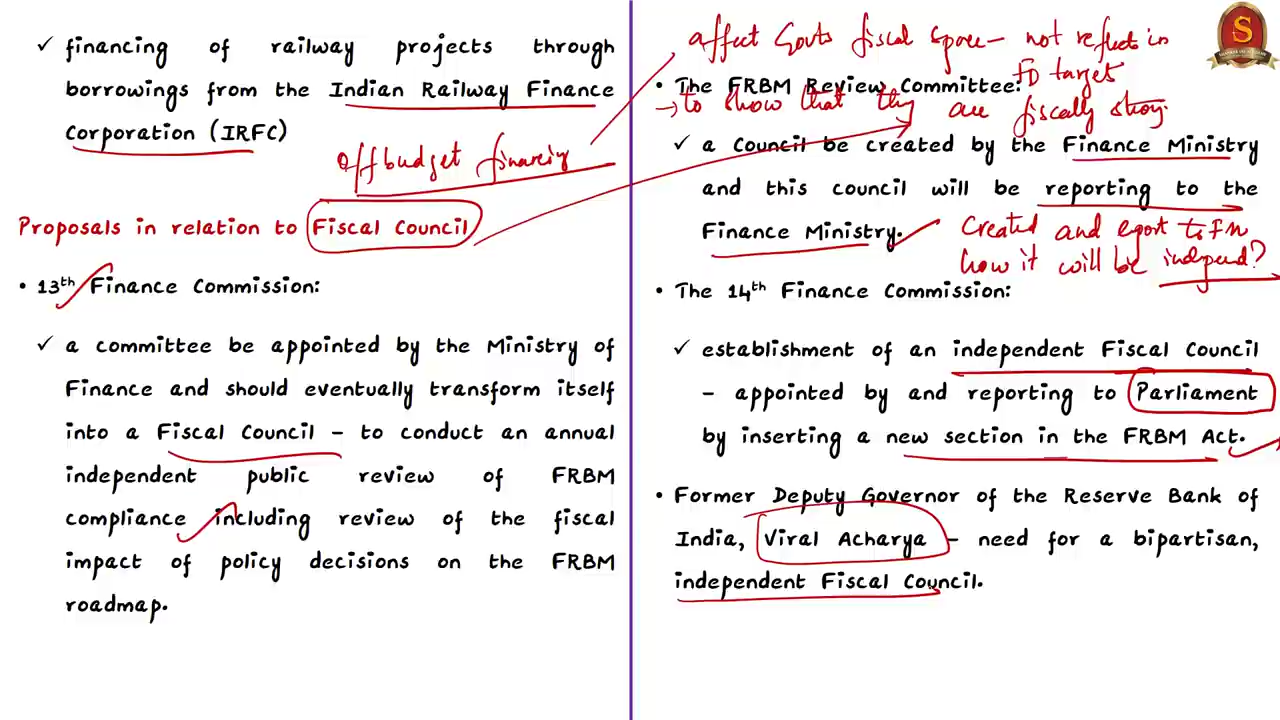 ✓ financing of railway projects through
borrowings from the Indian Railway Finance
Corporation (IRFC)
Off budget financing
Proposals in relation to Fiscal Council
• 13th Finance Commission:
✓ a committee be appointed by the Ministry of
Finance and should eventually transform itself
into a Fiscal Council – to conduct an annual
independent public review of FRBM
compliance including review of the fiscal
impact of policy decisions on the FRBM
roadmap.
affect Govts fiscal space – not reflects in
FD target
• The FRBM Review Committee:
→ to show that they are fiscally strong.
✓ a Council be created by the Finance Ministry
and this council will be reporting to the
Finance Ministry.
Created and report to FM
how it will be independ?
• The 14th Finance Commission:
✓ establishment of an independent Fiscal Council
– appointed by and reporting to Parliament
by inserting a new section in the FRBM Act.
• Former Deputy Governor of the Reserve Bank of
India, Viral Acharya – need for a bipartisan,
independent Fiscal Council.
S